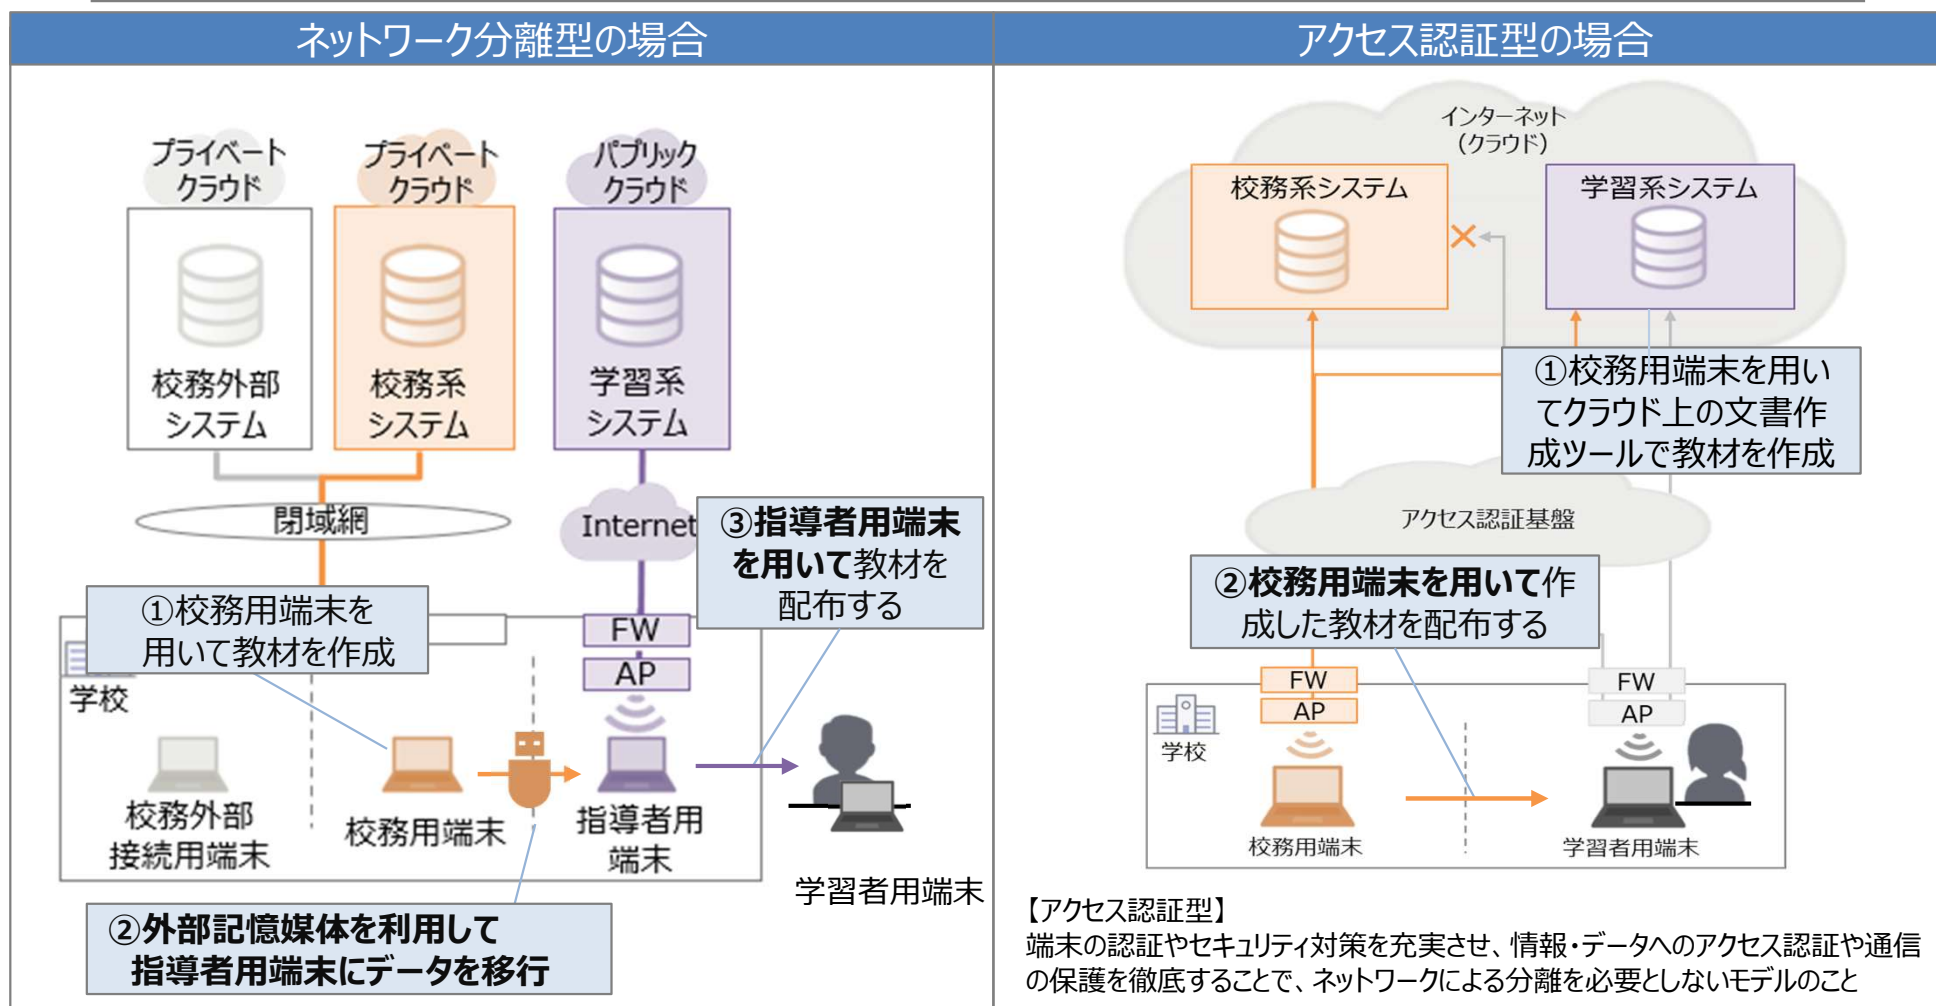 ネットワーク分離型の場合
プライベート
クラウド
プライベート
クラウド
パブリック
クラウド
校務外部
システム
校務系
システム
学習系
システム
閉域網
Internet
③指導者用端末
を用いて教材を
配布する
①校務用端末を
用いて教材を作成
FW
AP
学校
校務外部
接続用端末
校務用端末
指導者用
端末
学習者用端末
②外部記憶媒体を利用して
指導者用端末にデータを移行
アクセス認証型の場合
インターネット
（クラウド）
校務系システム
学習系システム
①校務用端末を用い
てクラウド上の文書作
成ツールで教材を作成
アクセス認証基盤
②校務用端末を用いて作
成した教材を配布する
FW
AP
FW
AP
学校
校務用端末
学習者用端末
【アクセス認証型】
端末の認証やセキュリティ対策を充実させ、情報・データへのアクセス認証や通信
の保護を徹底することで、ネットワークによる分離を必要としないモデルのこと